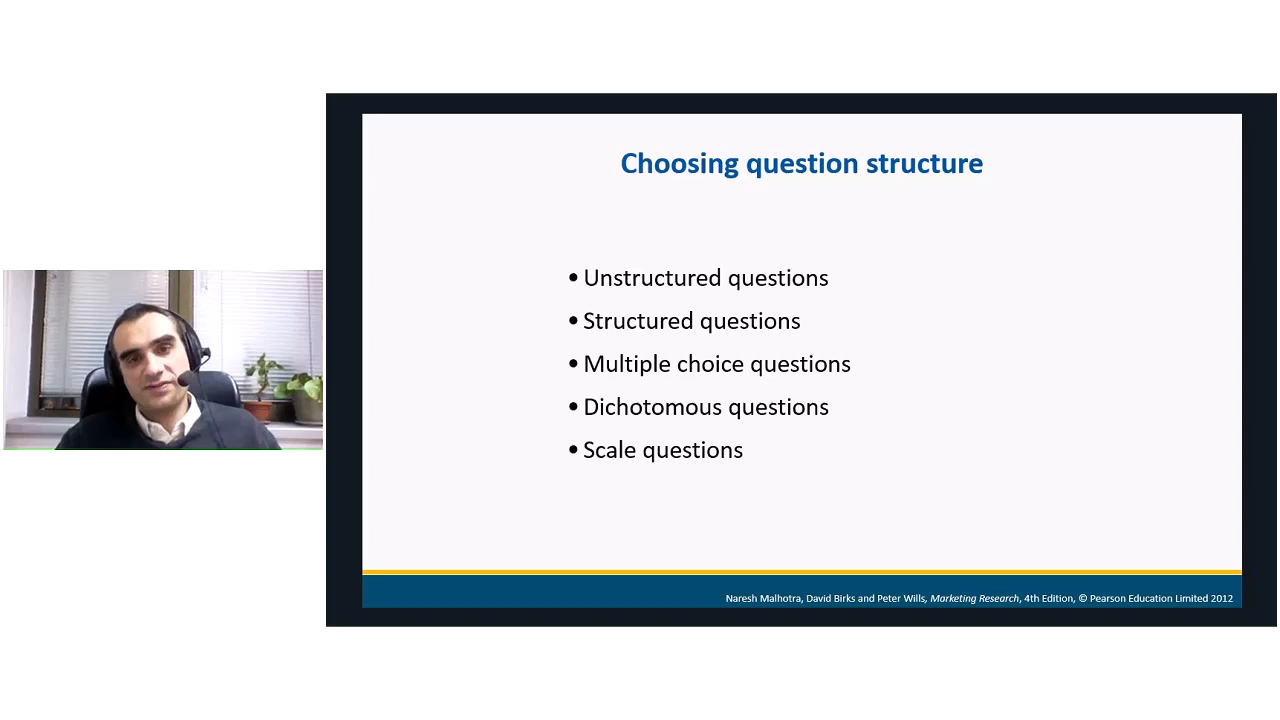 Choosing question structure
• Unstructured questions
• Structured questions
• Multiple choice questions
• Dichotomous questions
• Scale questions
Naresh Malhotra, David Birks and Peter Wills, Marketing Research, 4th Edition, © Pearson Education Limited 2012